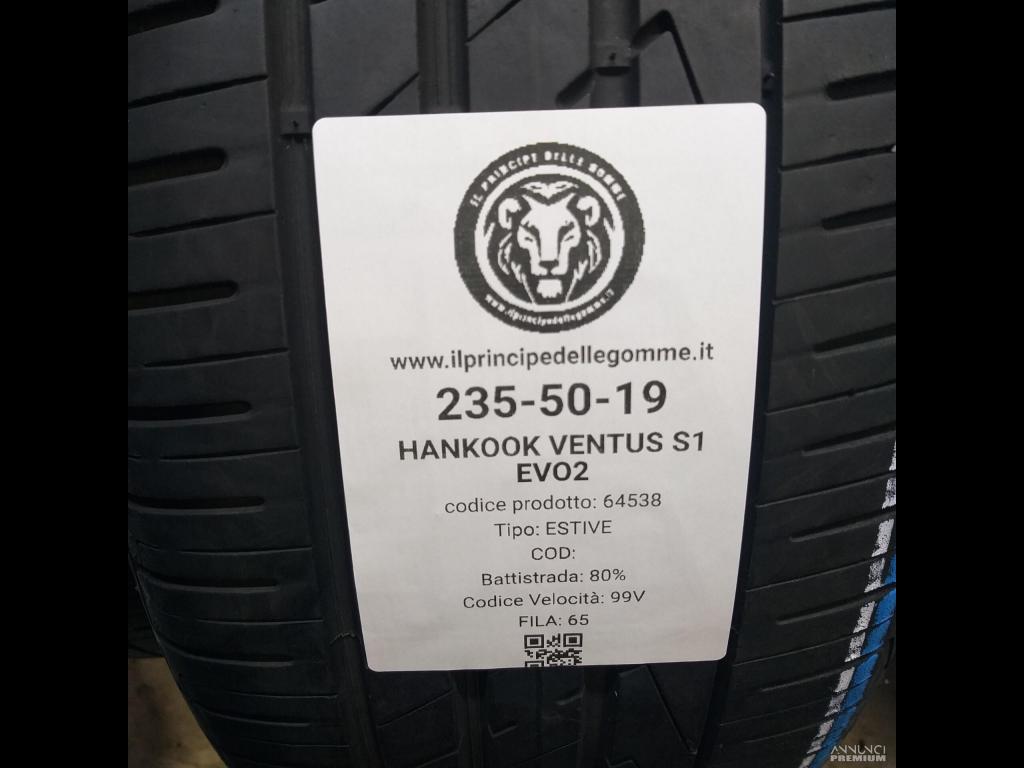 IL PRINCIPE DELLE GOMME
www.ilprincipedellegomme.it
www.ilprincipedellegomme.it
235-50-19
HANKOOK VENTUS S1
EVO2
codice prodotto: 64538
Tipo: ESTIVE
COD:
Battistrada: 80%
Codice Velocità: 99V
FILA: 65
ANNUNCI
PREMIUM